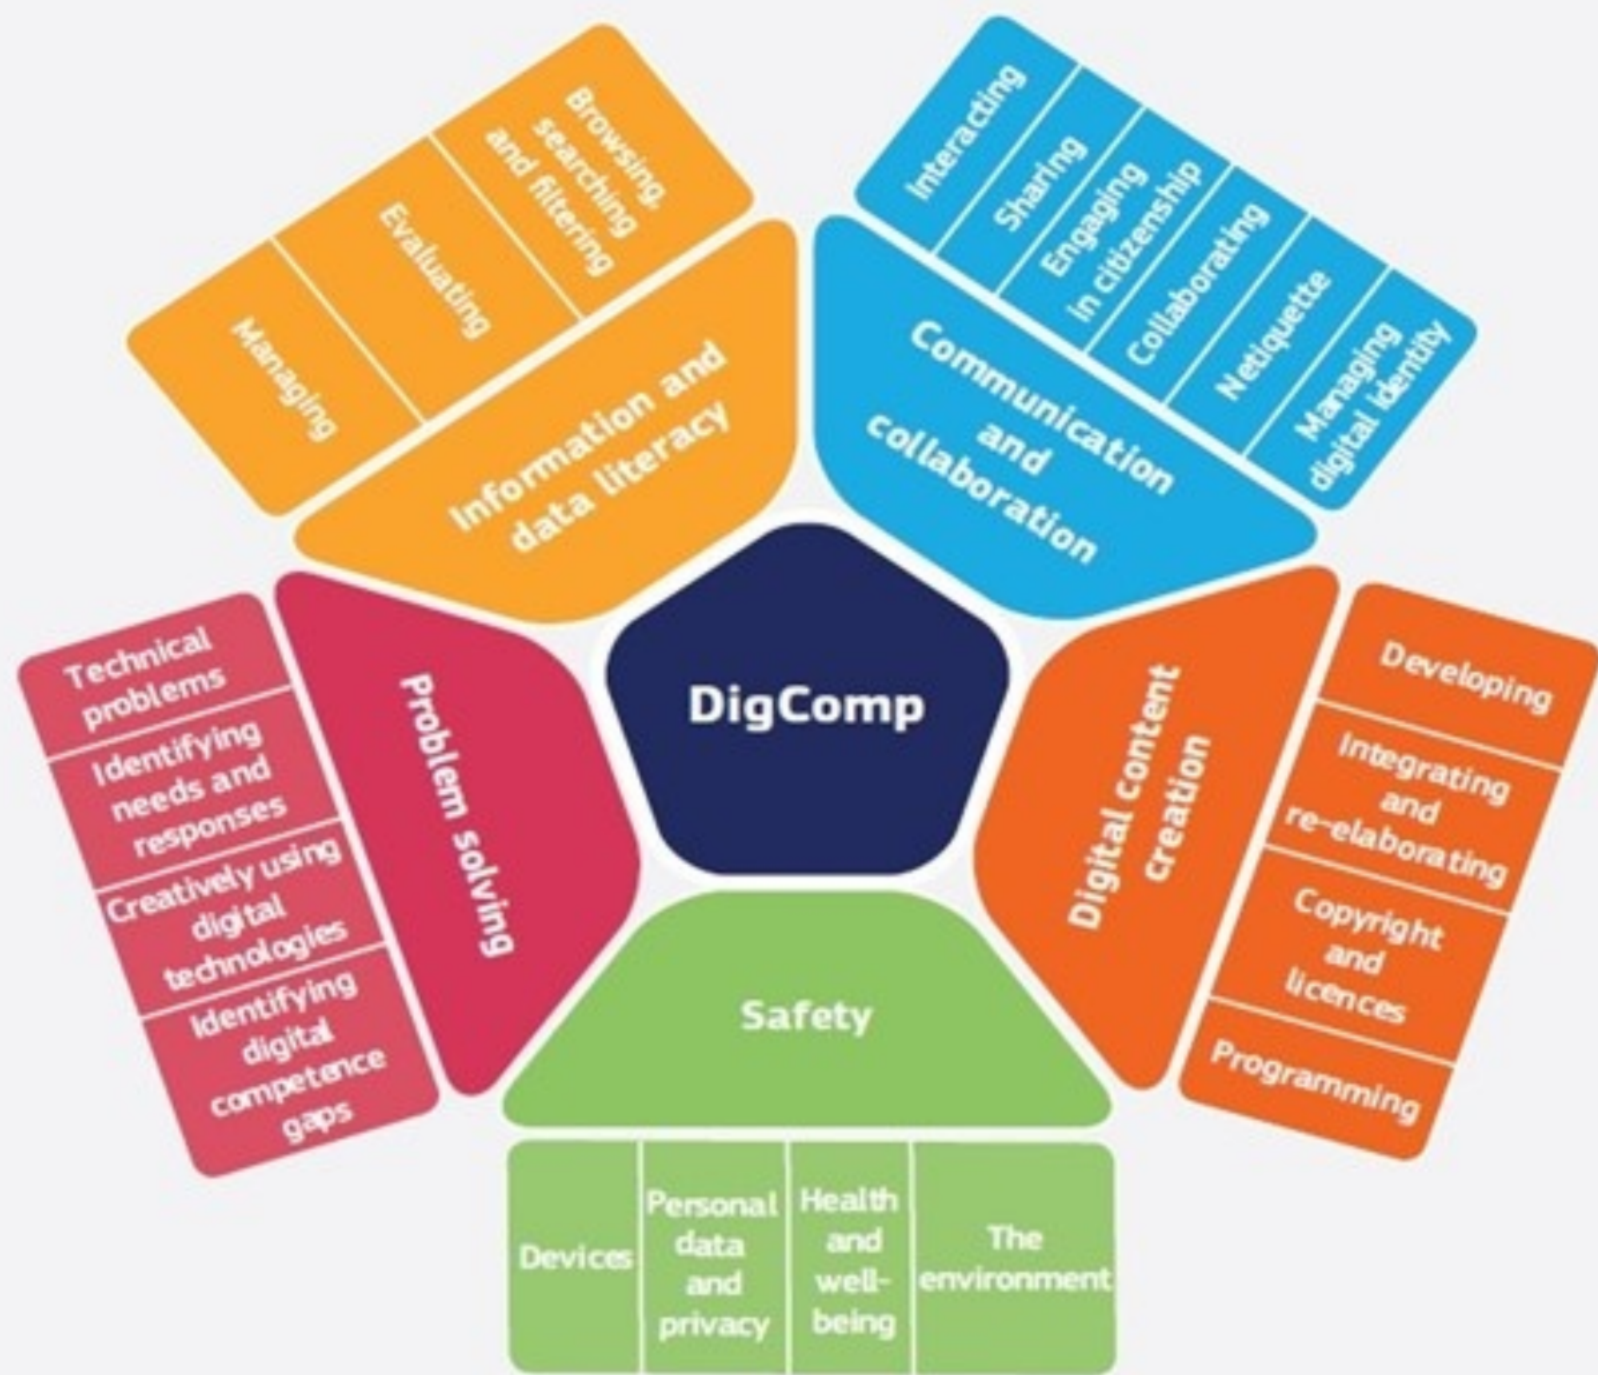 Browsing,
searching
and filtering
Evaluating
Managing
Information and
data literacy
Interacting
Sharing
Engaging
in citizenship
Collaborating
Netiquette
Managing
digital identity
Communication
and
collaboration
DigComp
Technical
problems
Identifying
needs and
responses
Creatively using
digital
technologies
Identifying
digital
competence
gaps
Problem solving
Digital content
creation
Developing
Integrating
and
re-elaborating
Copyright
and
licences
Programming
Safety
Devices
Personal
data
and
privacy
Health
and
well-
being
The
environment